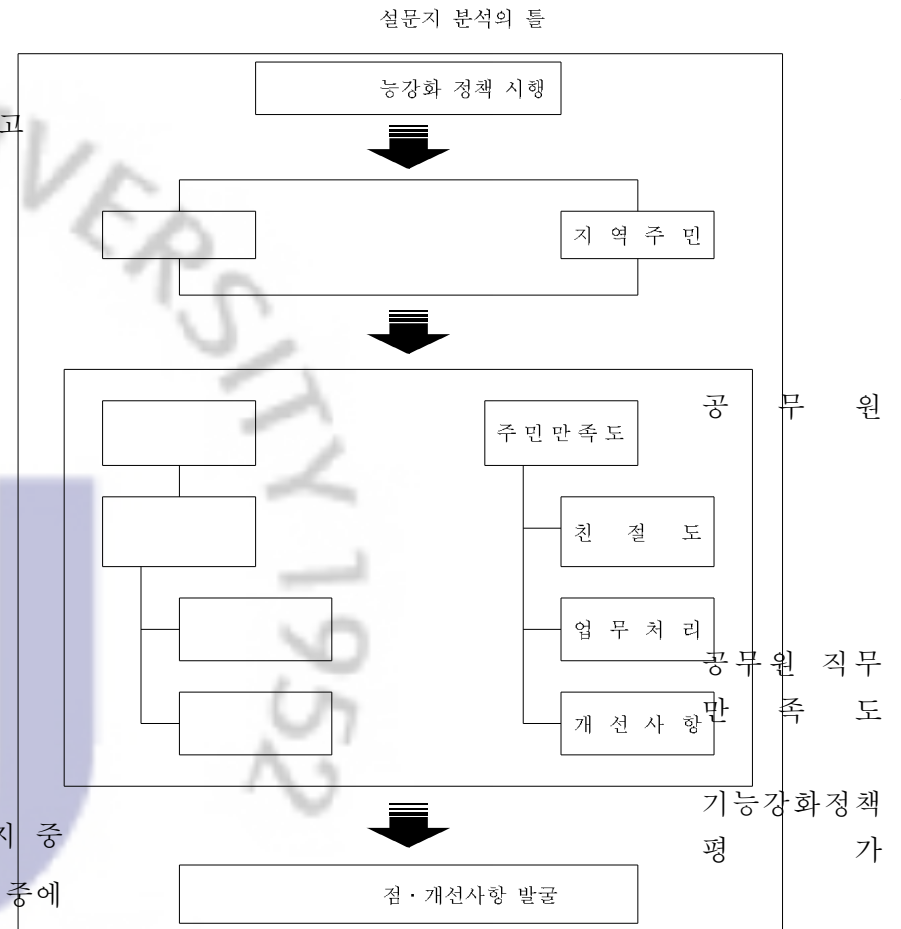 설문지 분석의 틀
능강화 정책 시행
고
지 역 주 민
공 무 원
주 민 만 족 도
친 절 도
업 무 처 리
공무원 직무
만 족 도
개 선 사 항
기능강화정책
평 가
지 중
중에
점·개선사항 발굴
VERSITY 1952